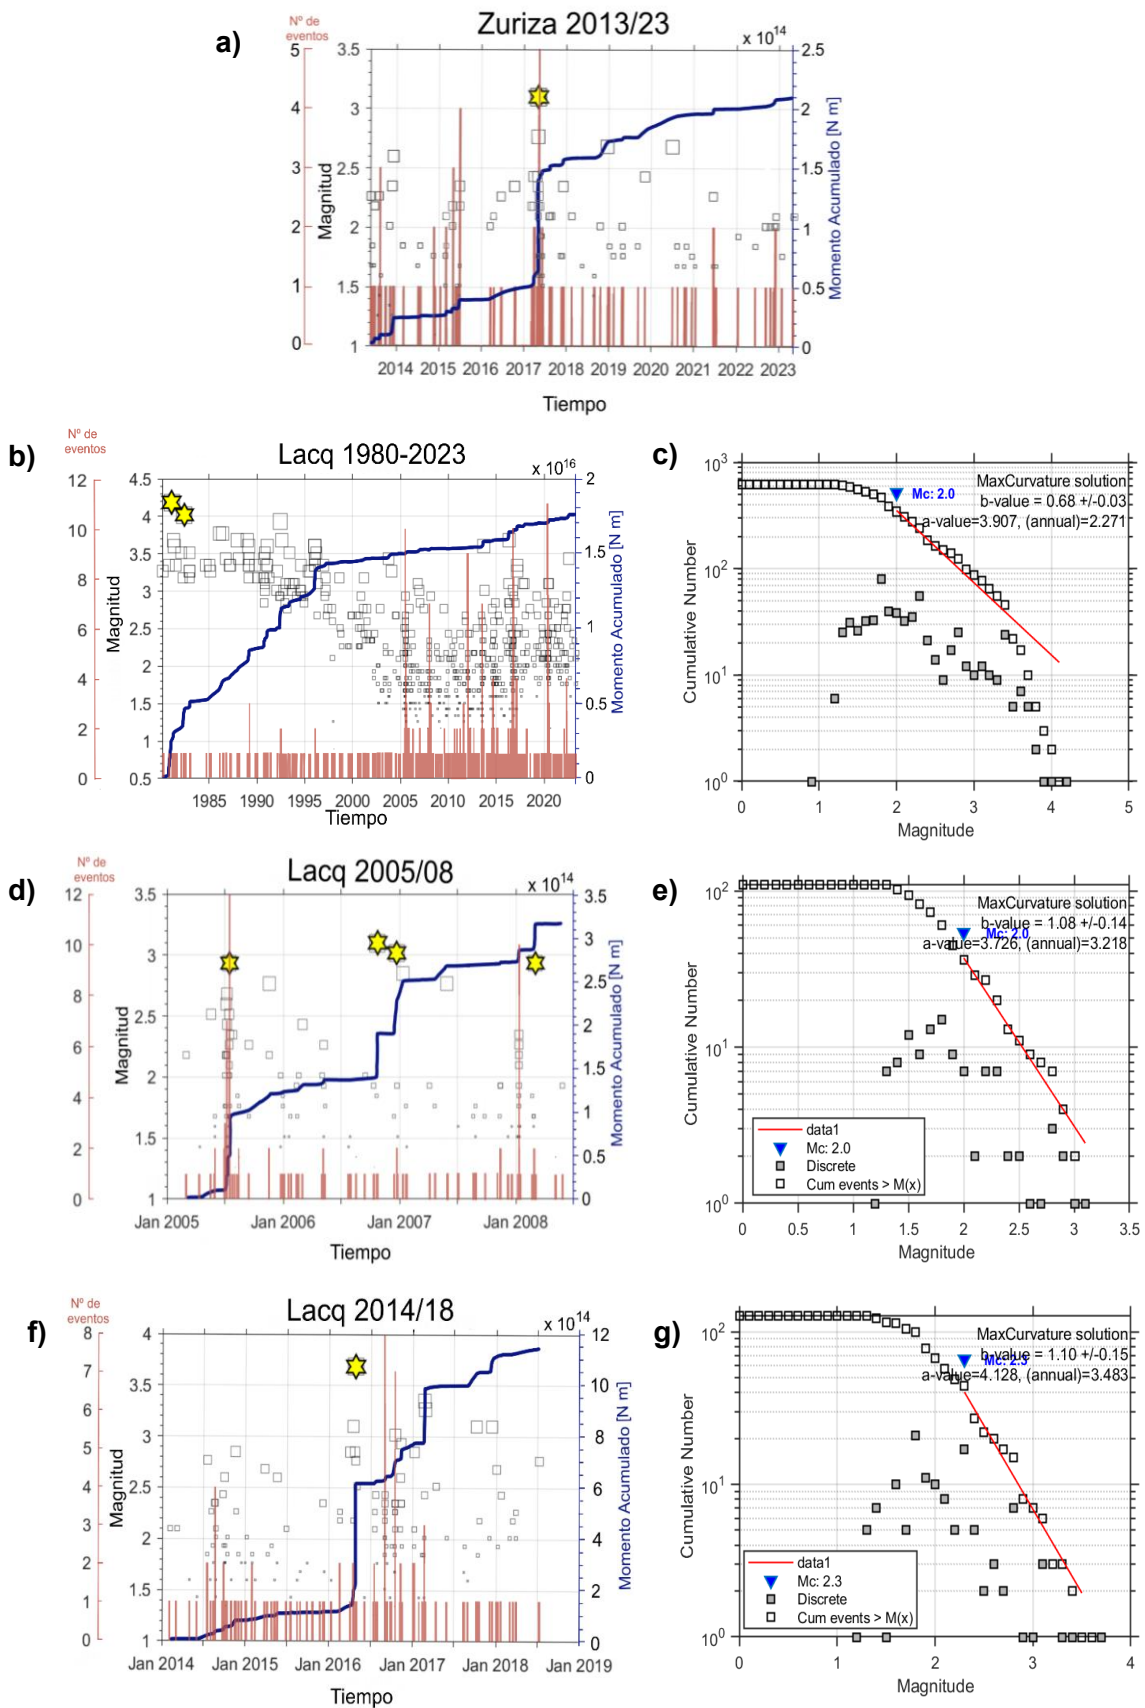 a)
Zuriza 2013/23
Nº de
eventos
x 10^14
5
4
3
2
1
0
Magnitud
3.5
3
2.5
2
1.5
1
2.5
2
1.5
1
0.5
0
Momento Acumulado [N m]
2014 2015 2016 2017 2018 2019 2020 2021 2022 2023
Tiempo
b)
Lacq 1980-2023
Nº de
eventos
x 10^16
12
10
8
6
4
2
0
Magnitud
4.5
4
3.5
3
2.5
2
1.5
1
0.5
2
1.5
1
0.5
0
Momento Acumulado [N m]
1985 1990 1995 2000 2005 2010 2015 2020
Tiempo
c)
MaxCurvature solution
Mc: 2.0
b-value = 0.68 +/-0.03
a-value=3.907, (annual)=2.271
Cumulative Number
10^3
10^2
10^1
10^0
0 1 2 3 4 5
Magnitude
d)
Lacq 2005/08
Nº de
eventos
x 10^14
12
10
8
6
4
2
0
Magnitud
3.5
3
2.5
2
1.5
1
3.5
3
2.5
2
1.5
1
0.5
0
Momento Acumulado [N m]
Jan 2005 Jan 2006 Jan 2007 Jan 2008
Tiempo
e)
MaxCurvature solution
b-value = 1.08 +/-0.14
Mc: 2.0
a-value=3.726, (annual)=3.218
Cumulative Number
10^2
10^1
10^0
data1
Mc: 2.0
Discrete
Cum events > M(x)
0 0.5 1 1.5 2 2.5 3 3.5
Magnitude
f)
Lacq 2014/18
Nº de
eventos
x 10^14
8
7
6
5
4
3
2
1
0
Magnitud
4
3.5
3
2.5
2
1.5
1
12
10
8
6
4
2
0
Momento Acumulado [N m]
Jan 2014 Jan 2015 Jan 2016 Jan 2017 Jan 2018 Jan 2019
Tiempo
g)
MaxCurvature solution
b-value = 1.10 +/-0.15
Mc: 2.3
a-value=4.128, (annual)=3.483
Cumulative Number
10^2
10^1
10^0
data1
Mc: 2.3
Discrete
Cum events > M(x)
0 1 2 3 4
Magnitude